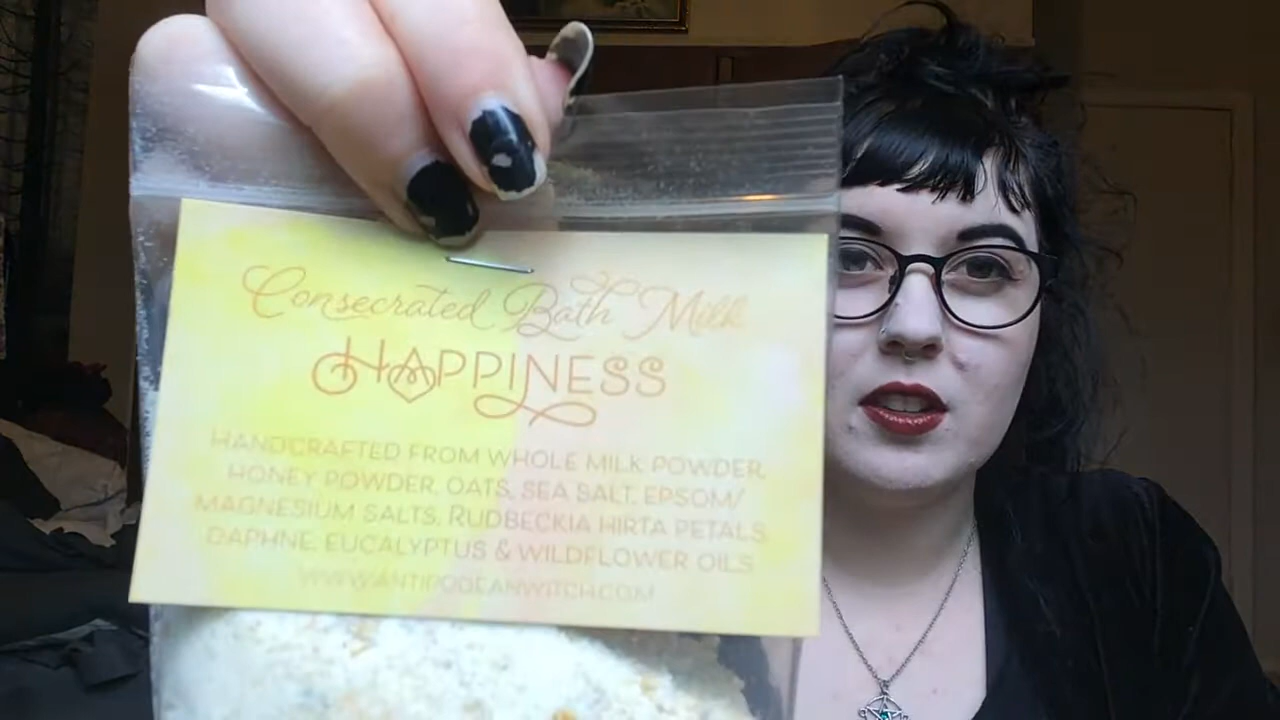 Consecrated Bath Milk
HAPPINESS
HANDCRAFTED FROM WHOLE MILK POWDER,
HONEY POWDER, OATS, SEA SALT, EPSOM/
MAGNESIUM SALTS, RUDBECKIA HIRTA PETALS
DAPHNE, EUCALYPTUS & WILDFLOWER OILS
WWW.ANTIPODEANWITCH.COM